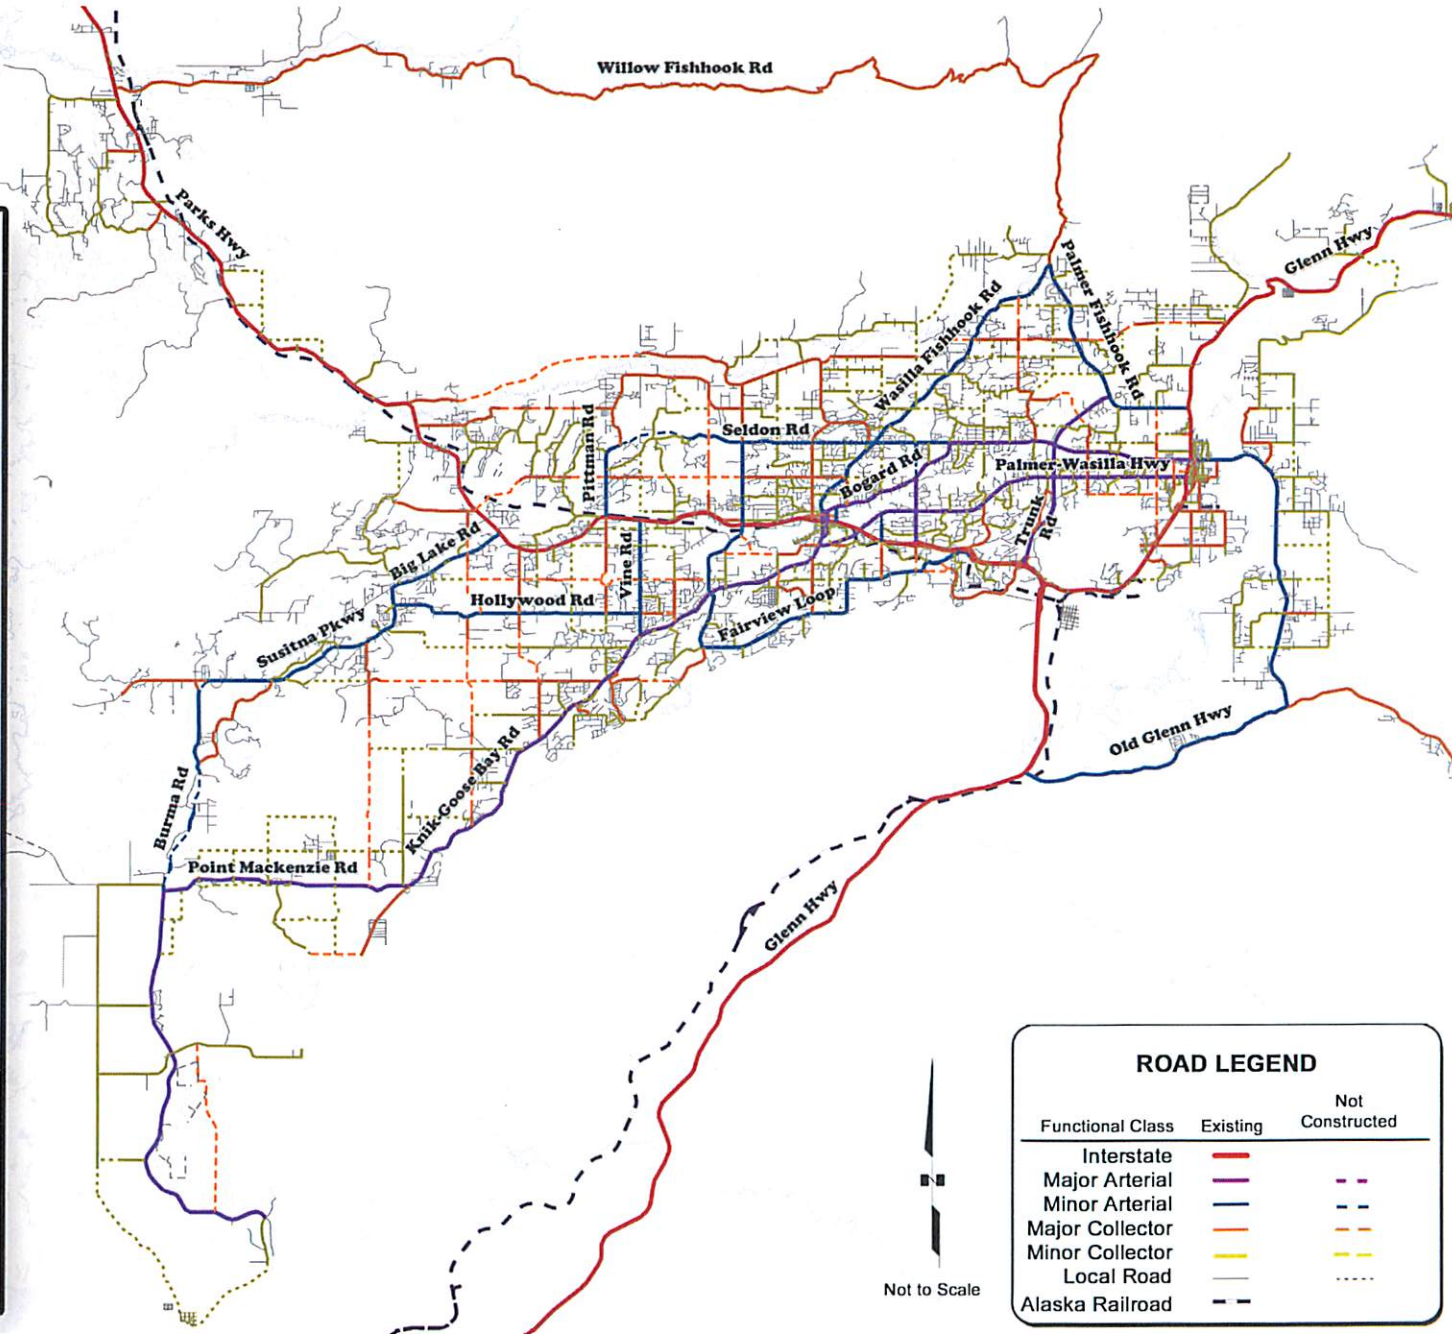 Willow Fishhook Rd
Parks Hwy
Palmer Fishhook Rd
Glenn Hwy
Wasilla Fishhook Rd
Pittman Rd
Seldon Rd
Bogard Rd
Palmer-Wasilla Hwy
Trunk
Rd
Big Lake Rd
Vine Rd
Hollywood Rd
Fairview Loop
Susitna Pkwy
Old Glenn Hwy
Burma Rd
Knik-Goose Bay Rd
Point Mackenzie Rd
Glenn Hwy
Not to Scale
ROAD LEGEND
Functional Class Existing Not Constructed
Interstate
Major Arterial
Minor Arterial
Major Collector
Minor Collector
Local Road
Alaska Railroad